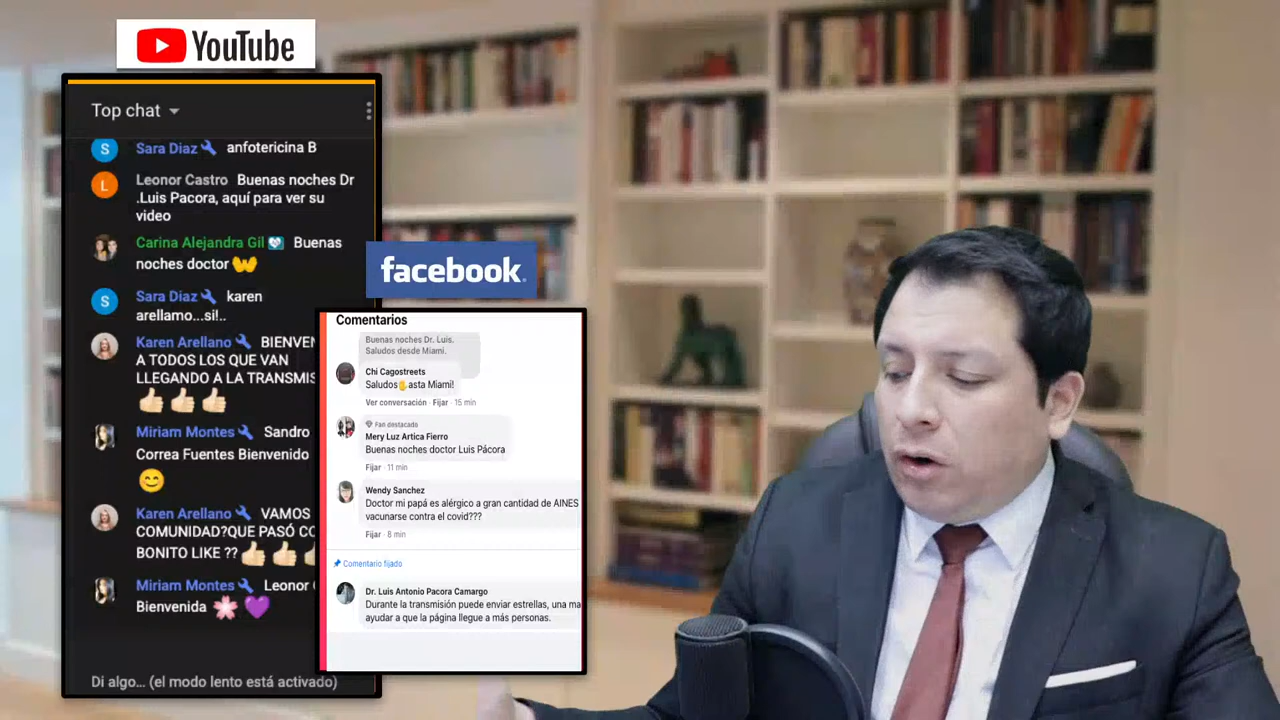 YouTube
Top chat
Sara Diaz anfotericina B
Leonor Castro Buenas noches Dr
.Luis Pacora, aquí para ver su
video
Carina Alejandra Gil Buenas
noches doctor
Sara Diaz karen
arellamo...si!..
Karen Arellano BIENVEN
A TODOS LOS QUE VAN
LLEGANDO A LA TRANSMIS
Miriam Montes Sandro
Correa Fuentes Bienvenido
Karen Arellano VAMOS
COMUNIDAD?QUE PASÓ CO
BONITO LIKE ??
Miriam Montes Leonor
Bienvenida
Di algo... (el modo lento está activado)
facebook
Comentarios
Buenas noches Dr. Luis.
Saludos desde Miami.
Chi Cagostreets
Saludos asta Miami!
Ver conversación · Fijar · 15 min
Fan destacado
Mery Luz Artica Fierro
Buenas noches doctor Luis Pácora
Fijar · 11 min
Wendy Sanchez
Doctor mi papá es alérgico a gran cantidad de AINES
vacunarse contra el covid???
Fijar · 8 min
Comentario fijado
Dr. Luis Antonio Pacora Camargo
Durante la transmisión puede enviar estrellas, una ma
ayudar a que la página llegue a más personas.